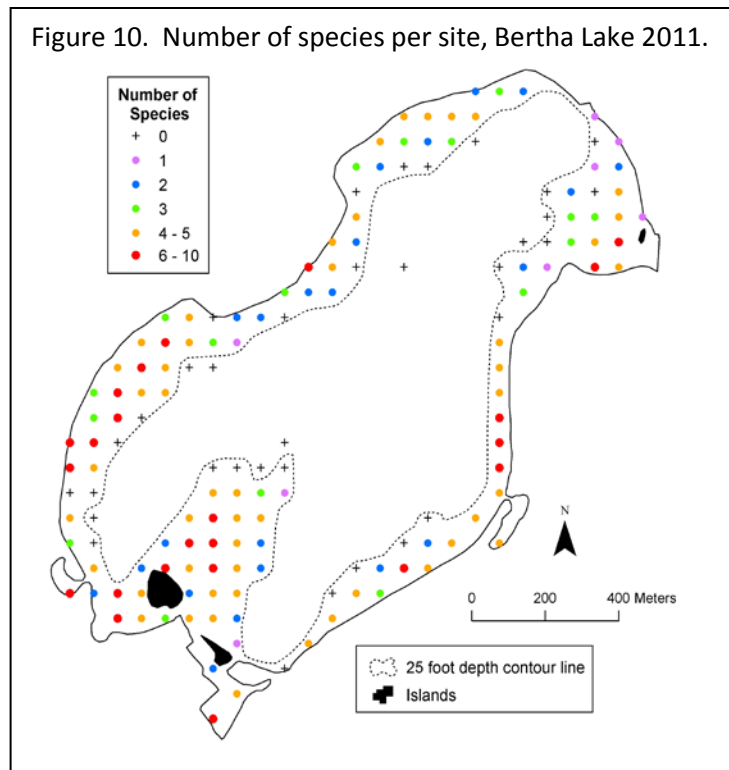 Figure 10.  Number of species per site, Bertha Lake 2011.
Number of
Species
+ 0
1
2
3
4 - 5
6 - 10
N
0 200 400 Meters
25 foot depth contour line
Islands